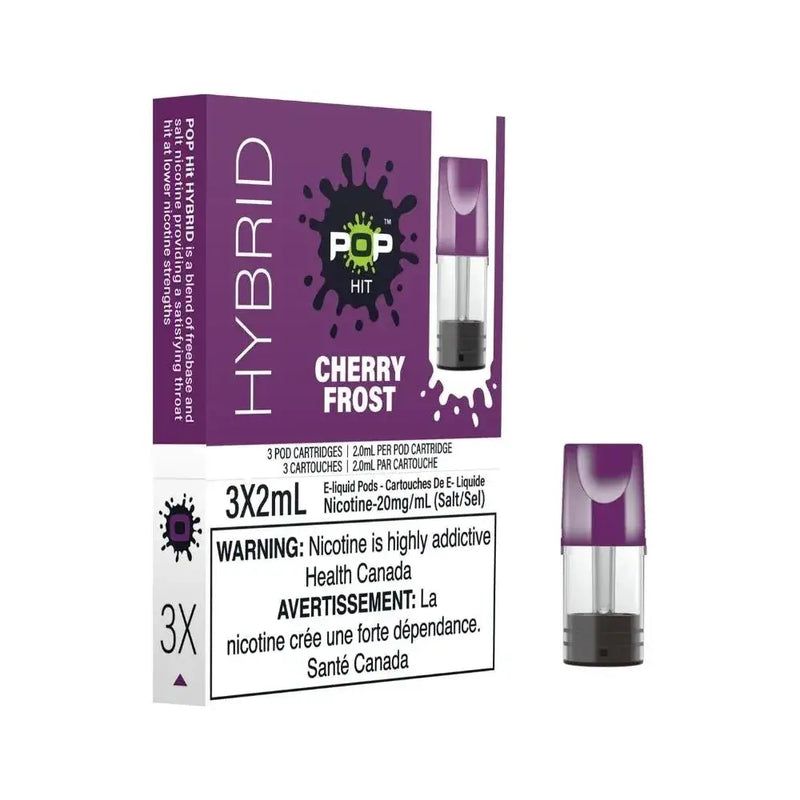 POP Hit HYBRID is a blend of freebase and
salt nicotine providing a satisfying throat
hit at lower nicotine strengths
HYBRID
POP™
HIT
CHERRY
FROST
3 POD CARTRIDGES | 2.0mL PER POD CARTRIDGE
3 CARTOUCHES | 2.0mL PAR CARTOUCHE
3X2mL
E-liquid Pods - Cartouches De E- Liquide
Nicotine-20mg/mL (Salt/Sel)
WARNING: Nicotine is highly addictive
Health Canada
AVERTISSEMENT: La
nicotine crée une forte dépendance.
Santé Canada
3X